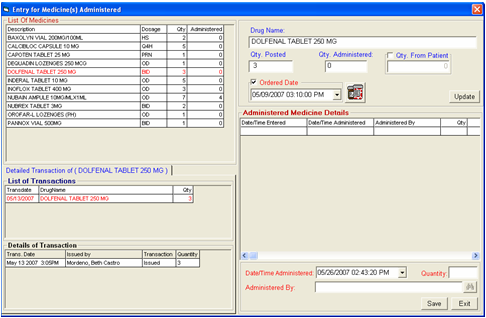 Entry for Medicine(s) Administered
List Of Medicines
Description Dosage Qty Administered
BAXOLYN VIAL 200MG/100ML HS 2 0
CALCIBLOC CAPSULE 10 MG Q4H 5 0
CAPOTEN TABLET 25 MG PRN 1 0
DEQUADIN LOZENGES 250 MCG OD 1 0
DOLFENAL TABLET 250 MG BID 3 0
INDERAL TABLET 10 MG OD 5 0
INOFLOX TABLET 400 MG OD 3 0
NUBAIN AMPULE 10MG/MLX1ML OD 7 4
NUBREX TABLET 3MG BID 2 0
OROFAR-L LOZENGES (PH) OD 1 0
PANNOX VIAL 500MG BID 1 0
Detailed Transaction of ( DOLFENAL TABLET 250 MG )
List of Transactions
Transdate DrugName Qty
05/13/2007 DOLFENAL TABLET 250 MG 3
Details of Transaction
Trans. Date Issued by Transaction Quantity
May 13 2007 3:05PM Mordeno, Beth Castro Issued 3
Drug Name:
DOLFENAL TABLET 250 MG
Qty. Posted Qty. Administered: Qty. From Patient
3 0 0
Ordered Date
05/09/2007 03:10:00 PM
Update
Administered Medicine Details
Date/Time Entered Date/Time Administered Administered By Qty
Date/Time Administered: 05/26/2007 02:43:20 PM Quantity:
Administered By:
Save Exit